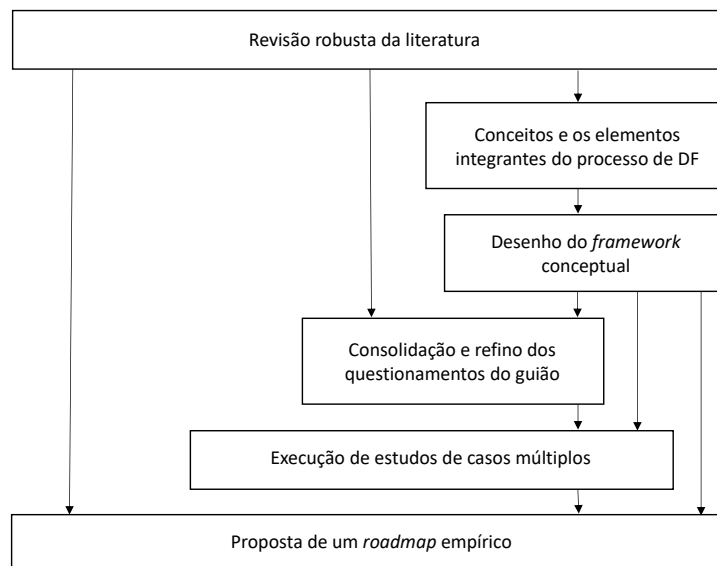 Revisão robusta da literatura
Conceitos e os elementos
integrantes do processo de DF
Desenho do framework
conceptual
Consolidação e refino dos
questionamentos do guião
Execução de estudos de casos múltiplos
Proposta de um roadmap empírico